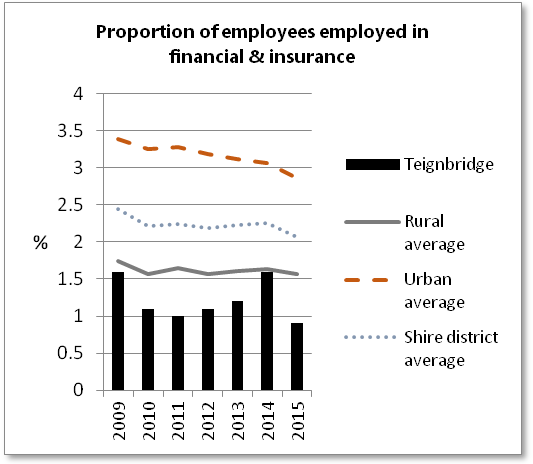 Proportion of employees employed in
financial & insurance
4
3.5
3
2.5
2
1.5
1
0.5
0
%
2009
2010
2011
2012
2013
2014
2015
Teignbridge
Rural
average
Urban
average
Shire district
average